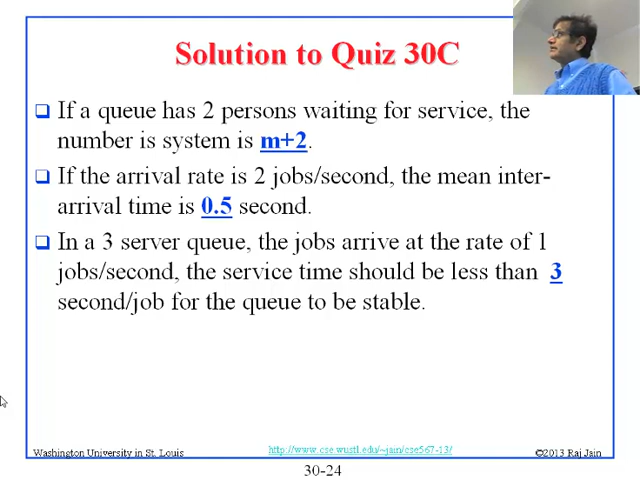 Solution to Quiz 30C
If a queue has 2 persons waiting for service, the
number is system is m+2.
If the arrival rate is 2 jobs/second, the mean inter-
arrival time is 0.5 second.
In a 3 server queue, the jobs arrive at the rate of 1
jobs/second, the service time should be less than 3
second/job for the queue to be stable.
Washington University in St. Louis
http://www.cse.wustl.edu/~jain/cse567-13/
©2013 Raj Jain
30-24